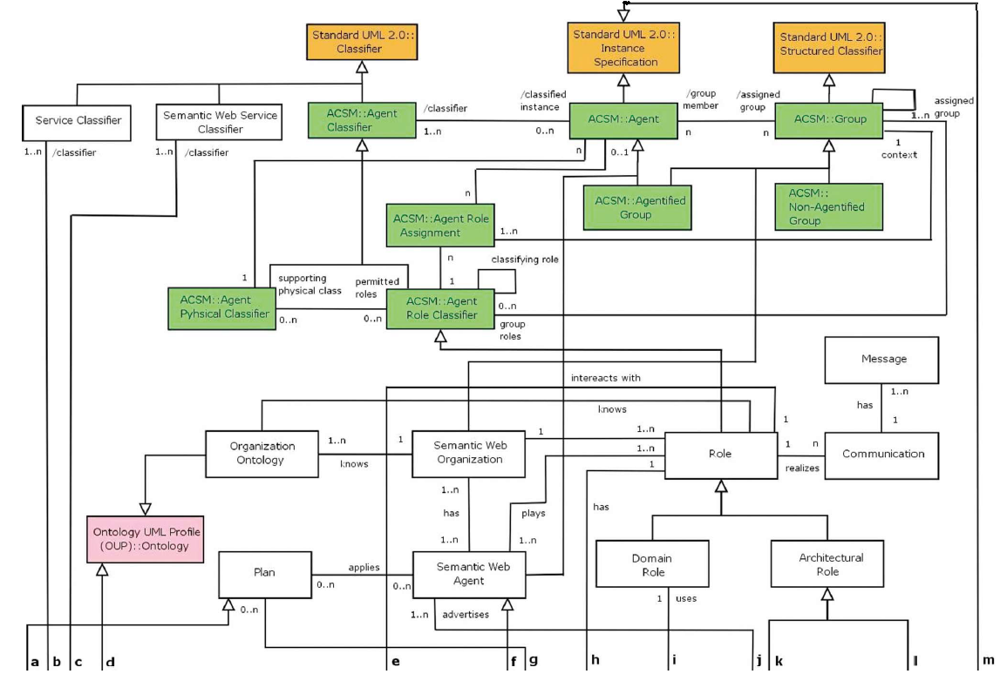 Standard UML 2.0::
Classifier
Standard UML 2.0::
Instance
Specification
Standard UML 2.0::
Structured Classifier
Service Classifier
Semantic Web Service
Classifier
ACSM::Agent
Classifier
/classifier
1..n
/classified
instance
0..n
ACSM::Agent
/group
member
n
/assigned
group
n
ACSM::Group
1..n
assigned
group
1
context
1..n
/classifier
1..n
/classifier
n
0..1
n
ACSM::Agentified
Group
ACSM::
Non-Agentified
Group
ACSM::Agent Role
Assignment
1..n
n
1
classifying role
1
supporting
physical class
permitted
roles
ACSM::Agent
Pyhsical Classifier
0..n
0..n
ACSM::Agent
Role Classifier
0..n
group
roles
Message
1..n
has
1
intereacts with
knows
1
Organization
Ontology
1..n
1
knows
Semantic Web
Organization
1
1..n
1..n
1
Role
1
n
realizes
Communication
1..n
has
1..n
plays
1..n
has
Ontology UML Profile
(OUP)::Ontology
Plan
applies
0..n
0..n
0..n
Semantic Web
Agent
1..n
advertises
Domain
Role
1
uses
Architectural
Role
a
b
c
d
e
f
g
h
i
j
k
l
m